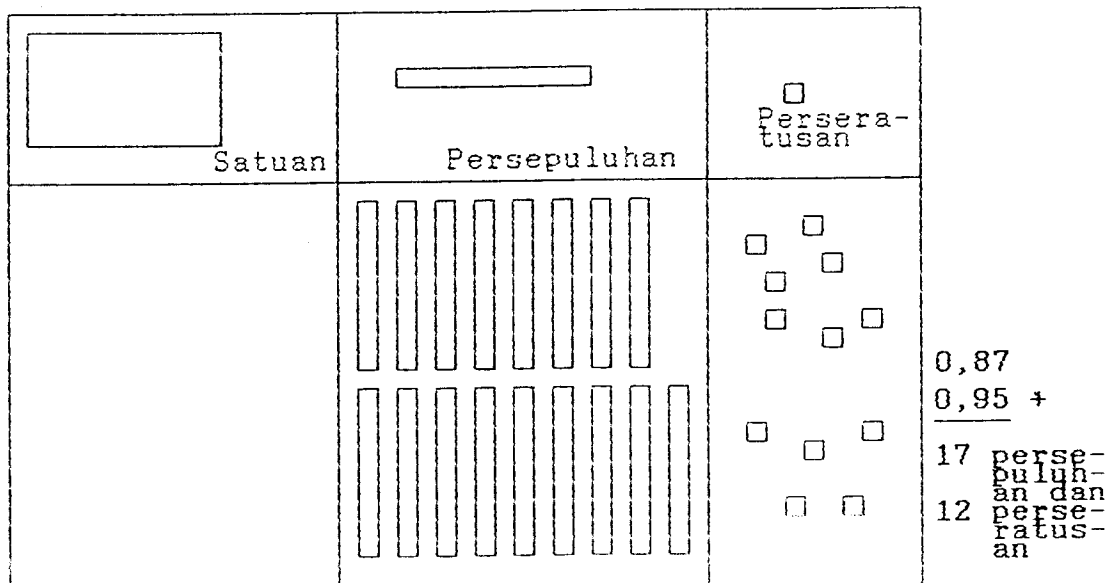 Satuan
Persepuluhan
Persera-
tusan
0,87
0,95 +
17 perse-
puluh-
an dan
12 perse-
ratus-
an